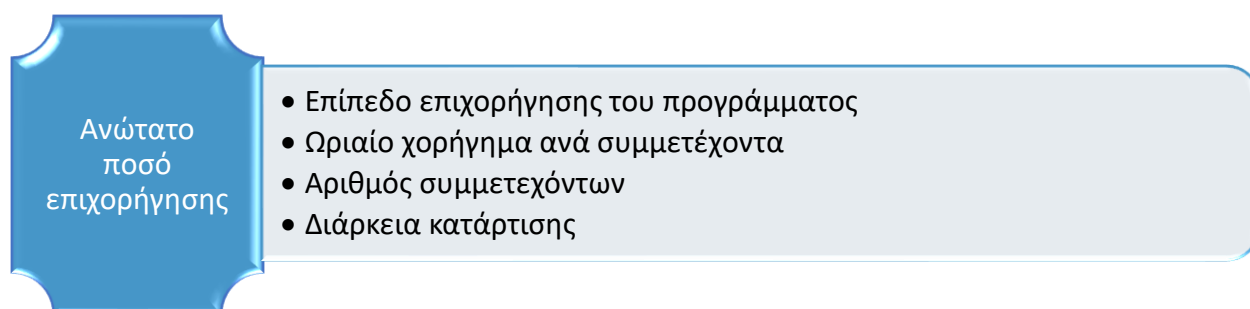 Ανώτατο
ποσό
επιχορήγησης
• Επίπεδο επιχορήγησης του προγράμματος
• Ωριαίο χορήγημα ανά συμμετέχοντα
• Αριθμός συμμετεχόντων
• Διάρκεια κατάρτισης